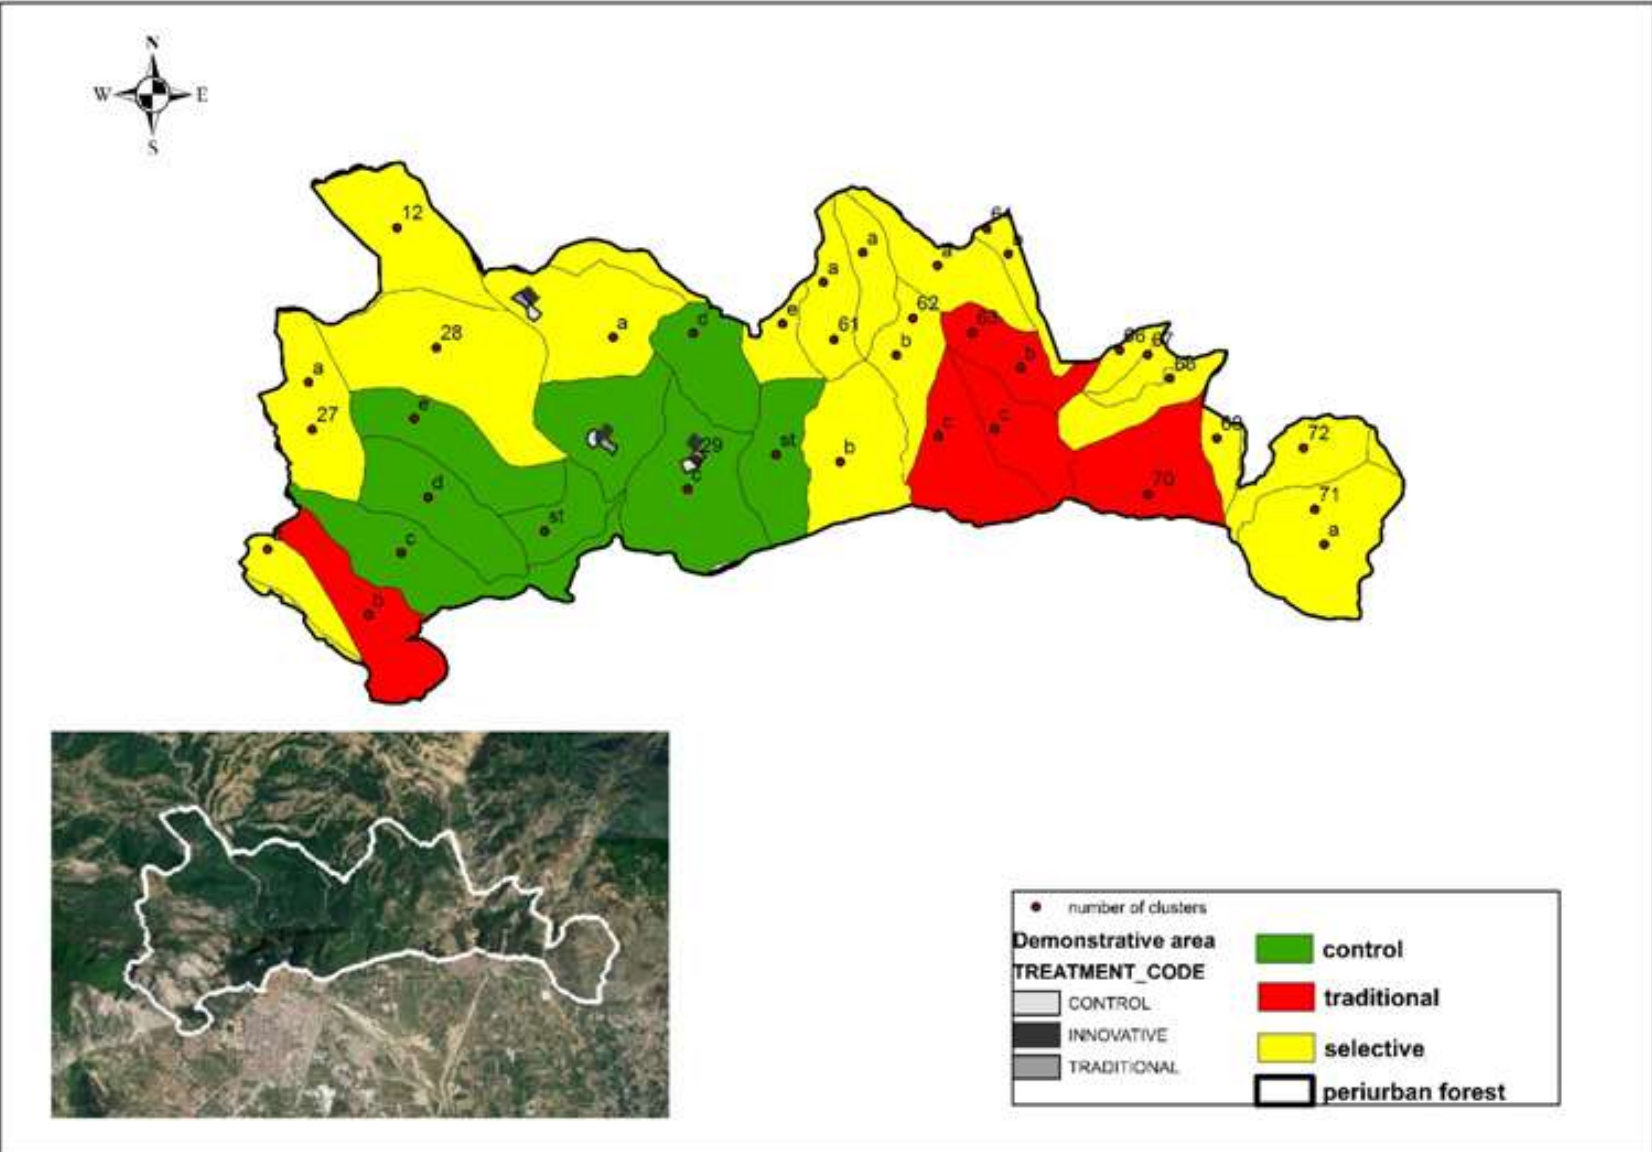 N
W E
S
12
64
a
a
a
62
e
61
63
66
67
28
a
c
b
b
68
a
27
e
69
72
c
c
st
29
b
d
c
70
71
st
a
c
b
number of clusters
Demonstrative area
TREATMENT_CODE
CONTROL
INNOVATIVE
TRADITIONAL
control
traditional
selective
periurban forest